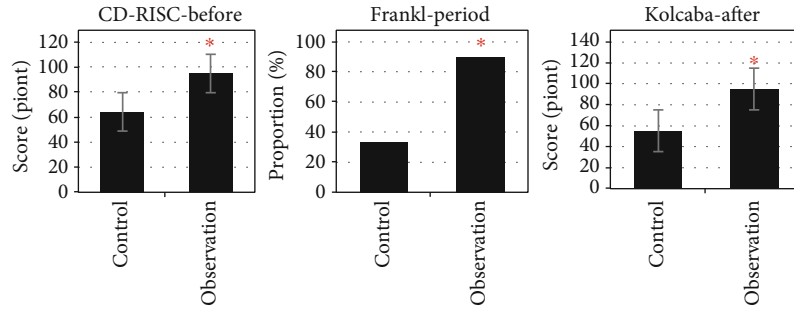 CD-RISC-before
Score (piont)
120
100
80
60
40
20
0
*
Control
Observation
Frankl-period
Proportion (%)
100
80
60
40
20
0
*
Control
Observation
Kolcaba-after
Score (piont)
140
120
100
80
60
40
20
0
*
Control
Observation